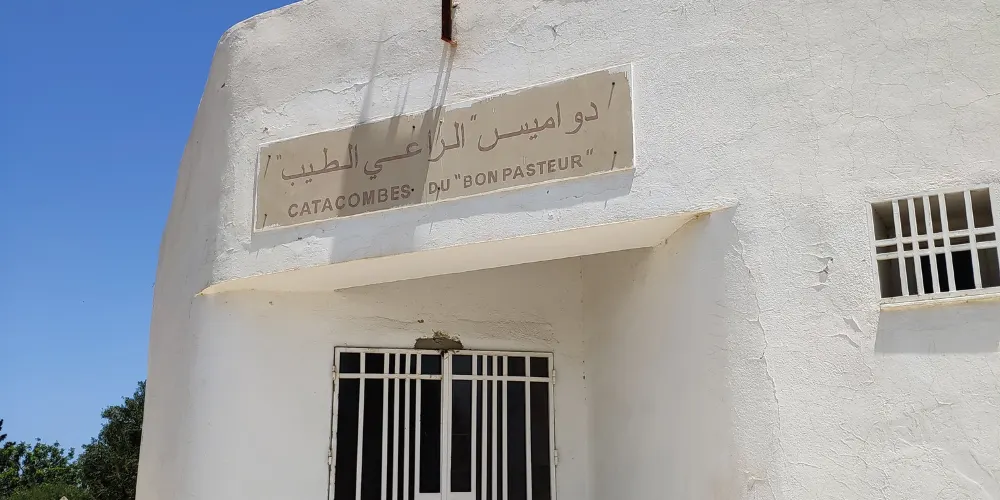 دواميس "الراعي الطيب"
CATACOMBES DU "BON PASTEUR"